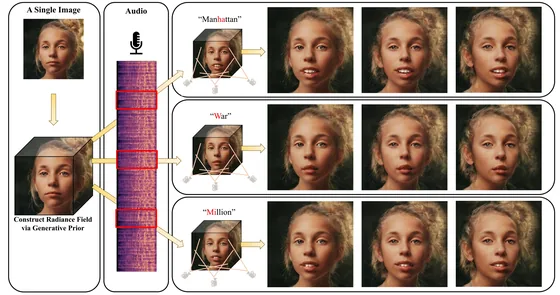 A Single Image
Audio
“Manhattan”
“War”
“Million”
Construct Radiance Field
via Generative Prior